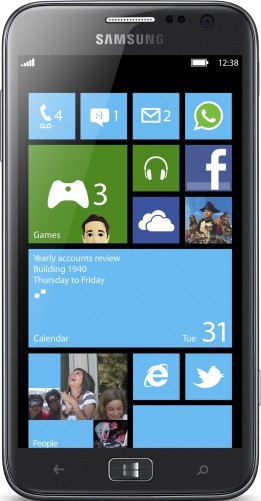 SAMSUNG
12:38
4
CLD
1
2
3
Games
Yearly accounts review
Building 1940
Thursday to Friday
Calendar
Tue 31
People